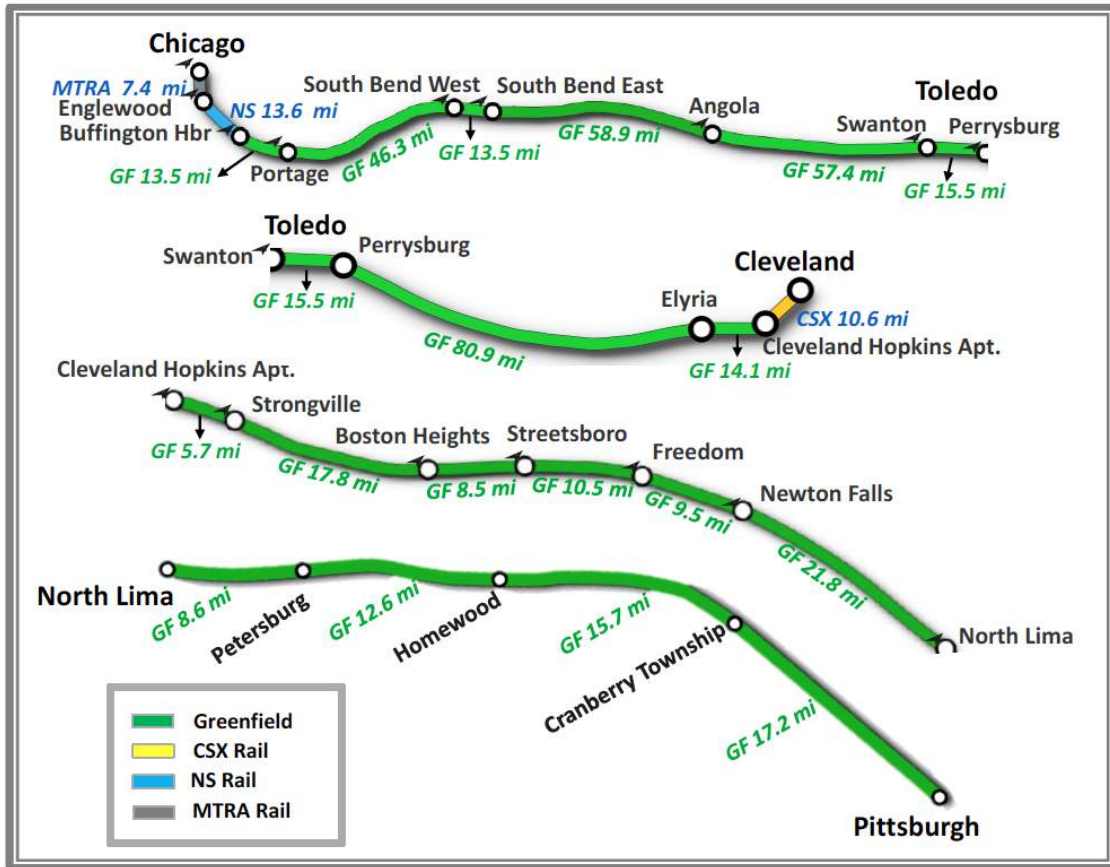 Chicago
MTRA 7.4 mi
Englewood
NS 13.6 mi
Buffington Hbr
GF 13.5 mi
Portage
GF 46.3 mi
South Bend West
GF 13.5 mi
South Bend East
GF 58.9 mi
Angola
GF 57.4 mi
Toledo
Swanton
Perrysburg
GF 15.5 mi
Toledo
Swanton
Perrysburg
GF 15.5 mi
GF 80.9 mi
Elyria
GF 14.1 mi
Cleveland
CSX 10.6 mi
Cleveland Hopkins Apt.
Cleveland Hopkins Apt.
GF 5.7 mi
Strongville
GF 17.8 mi
Boston Heights
GF 8.5 mi
Streetsboro
GF 10.5 mi
Freedom
GF 9.5 mi
Newton Falls
GF 21.8 mi
North Lima
North Lima
GF 8.6 mi
Petersburg
GF 12.6 mi
Homewood
GF 15.7 mi
Cranberry Township
GF 17.2 mi
Pittsburgh
Greenfield
CSX Rail
NS Rail
MTRA Rail